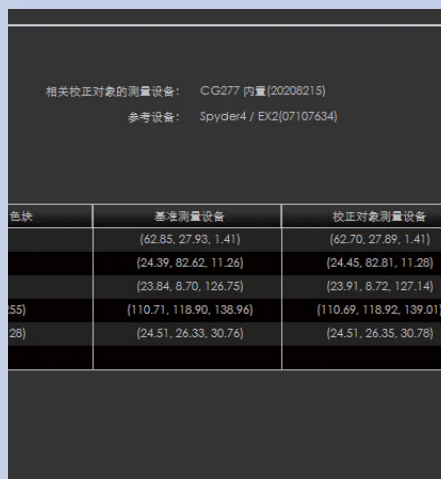 相关校正对象的测量设备： CG277 内置(20208215)
参考设备： Spyder4 / EX2(07107634)
色块 基准测量设备 校正对象测量设备
(62.85, 27.93, 1.41) (62.70, 27.89, 1.41)
(24.39, 82.62, 11.26) (24.45, 82.81, 11.28)
(23.84, 8.70, 126.75) (23.91, 8.72, 127.14)
255) (110.71, 118.90, 138.96) (110.69, 118.92, 139.01)
28) (24.51, 26.33, 30.76) (24.51, 26.35, 30.78)